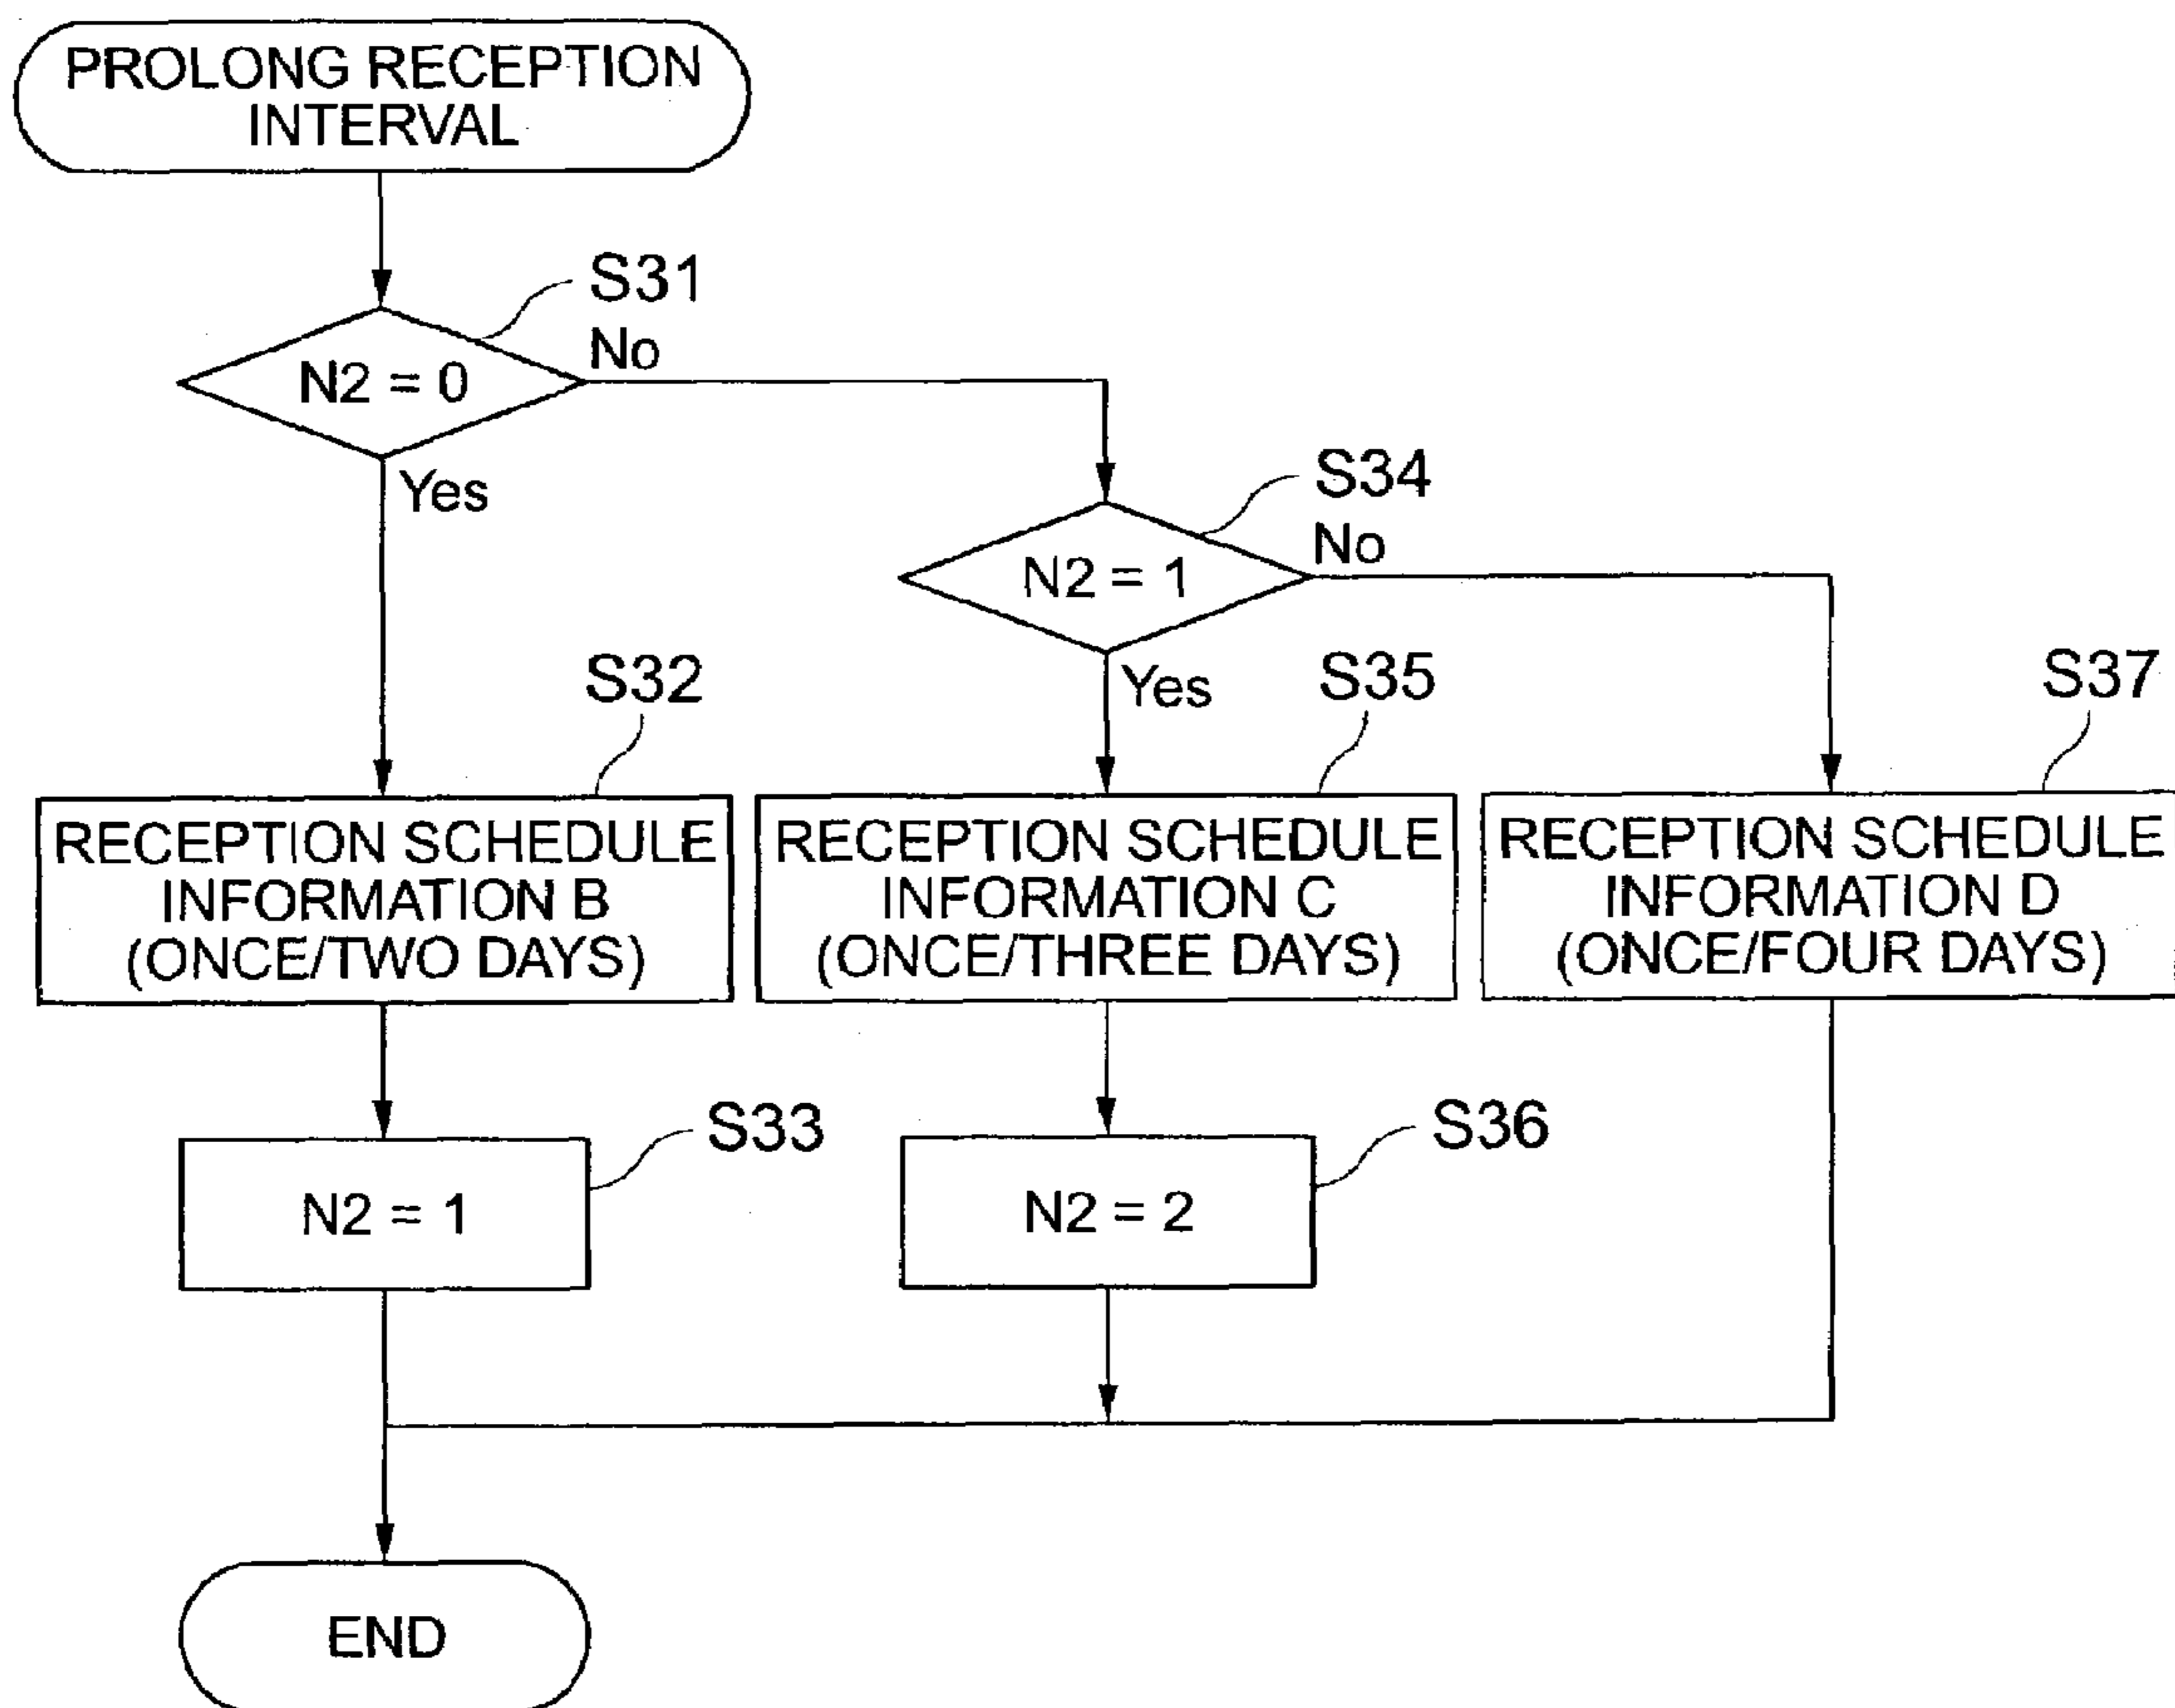 PROLONG RECEPTION
INTERVAL
S31
N2 = 0
No
Yes
S34
N2 = 1
No
Yes
S32
S35
S37
RECEPTION SCHEDULE
INFORMATION B
(ONCE/TWO DAYS)
RECEPTION SCHEDULE
INFORMATION C
(ONCE/THREE DAYS)
RECEPTION SCHEDULE
INFORMATION D
(ONCE/FOUR DAYS)
S33
N2 = 1
S36
N2 = 2
END